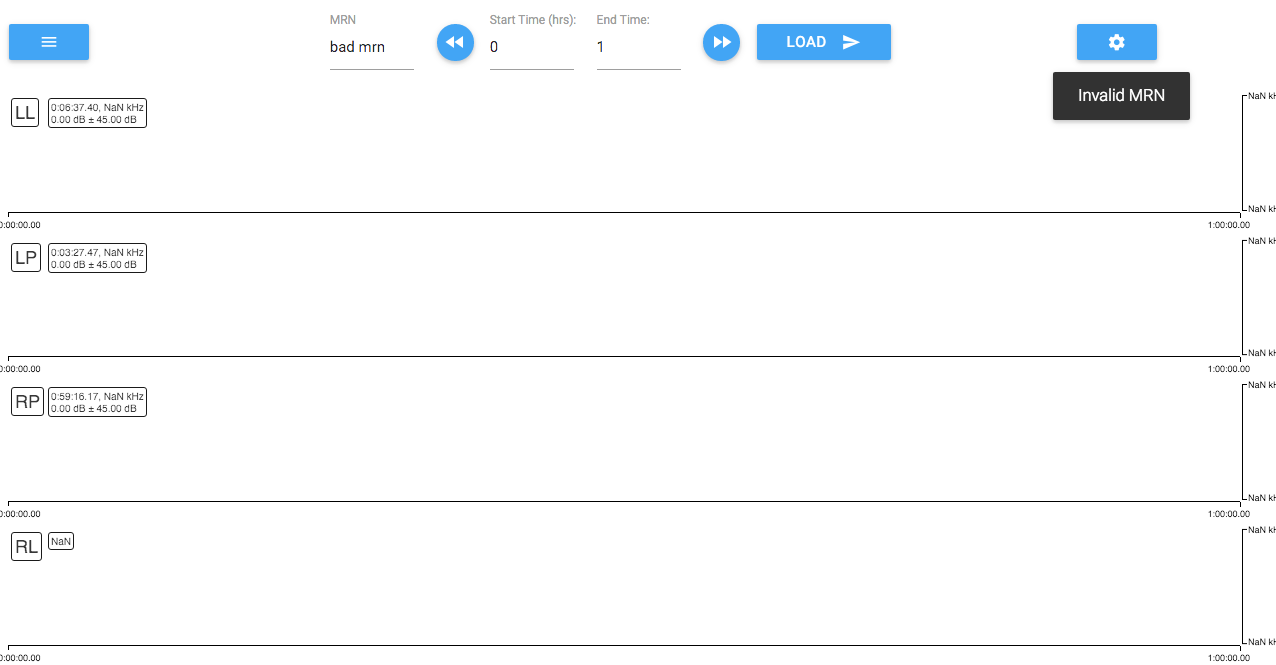 MRN
bad mrn
Start Time (hrs):
0
End Time:
1
LOAD
Invalid MRN
LL
0:06:37.40, NaN kHz
0.00 dB ± 45.00 dB
NaN kH
NaN kH
0:00:00.00
1:00:00.00
LP
0:03:27.47, NaN kHz
0.00 dB ± 45.00 dB
NaN kH
NaN kH
0:00:00.00
1:00:00.00
RP
0:59:16.17, NaN kHz
0.00 dB ± 45.00 dB
NaN kH
NaN kH
0:00:00.00
1:00:00.00
RL
NaN
NaN kH
NaN kH
0:00:00.00
1:00:00.00